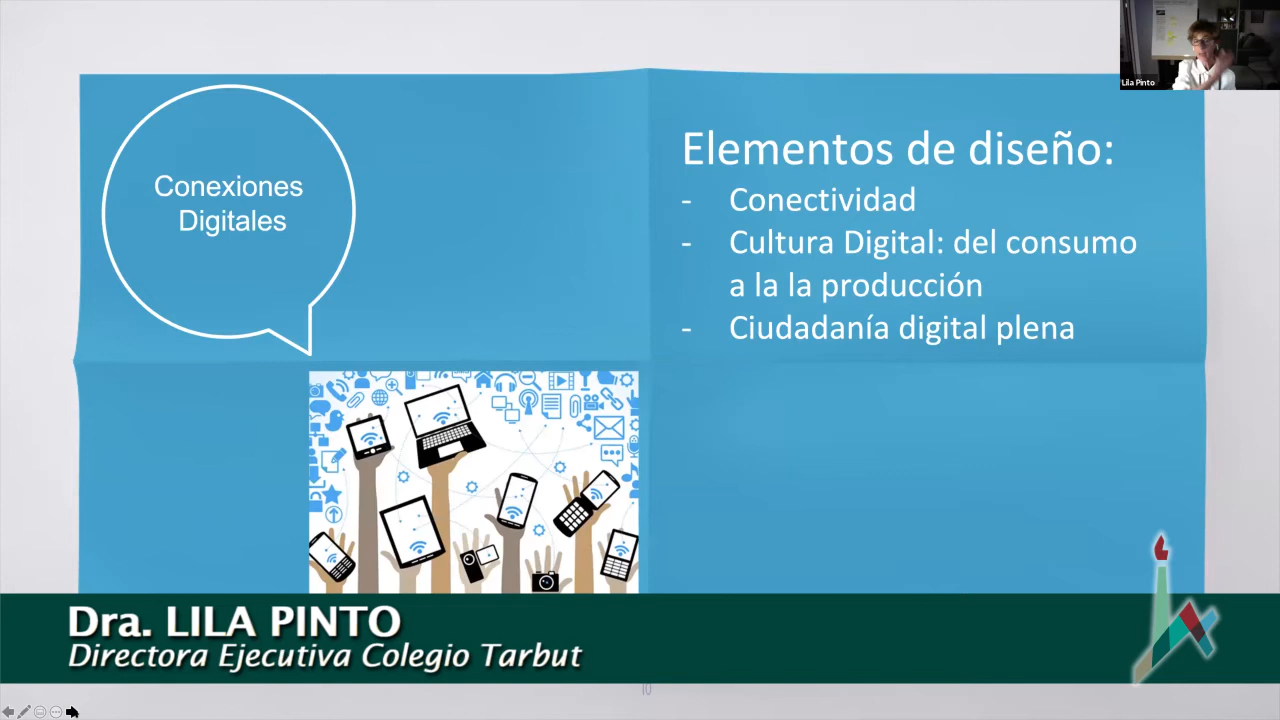 Lila Pinto
Conexiones
Digitales
Elementos de diseño:
- Conectividad
- Cultura Digital: del consumo
a la la producción
- Ciudadanía digital plena
Dra. LILA PINTO
Directora Ejecutiva Colegio Tarbut
10